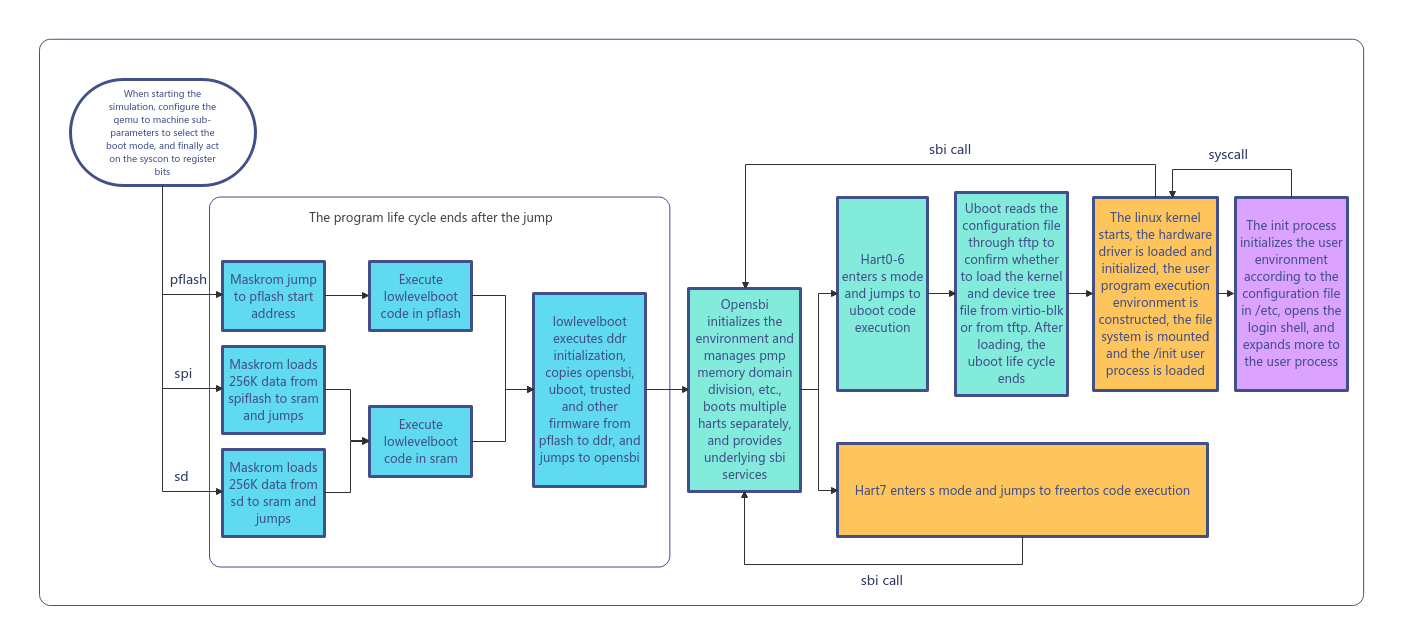 When starting the
simulation, configure the
qemu to machine sub-
parameters to select the
boot mode, and finally act
on the syscon to register
bits
The program life cycle ends after the jump
pflash
Maskrom jump
to pflash start
address
Execute
lowlevelboot
code in pflash
spi
Maskrom loads
256K data from
spiflash to sram
and jumps
sd
Maskrom loads
256K data from
sd to sram and
jumps
Execute
lowlevelboot
code in sram
lowlevelboot
executes ddr
initialization,
copies opensbi,
uboot, trusted
and other
firmware from
pflash to ddr, and
jumps to opensbi
Opensbi
initializes the
environment and
manages pmp
memory domain
division, etc.,
boots multiple
harts separately,
and provides
underlying sbi
services
sbi call
syscall
Hart0-6
enters s mode
and jumps to
uboot code
execution
Uboot reads the
configuration file
through tftp to
confirm whether
to load the kernel
and device tree
file from virtio-blk
or from tftp. After
loading, the
uboot life cycle
ends
The linux kernel
starts, the hardware
driver is loaded and
initialized, the user
program execution
environment is
constructed, the file
system is mounted
and the /init user
process is loaded
The init process
initializes the user
environment
according to the
configuration file
in /etc, opens the
login shell, and
expands more to
the user process
Hart7 enters s mode and jumps to freertos code execution
sbi call